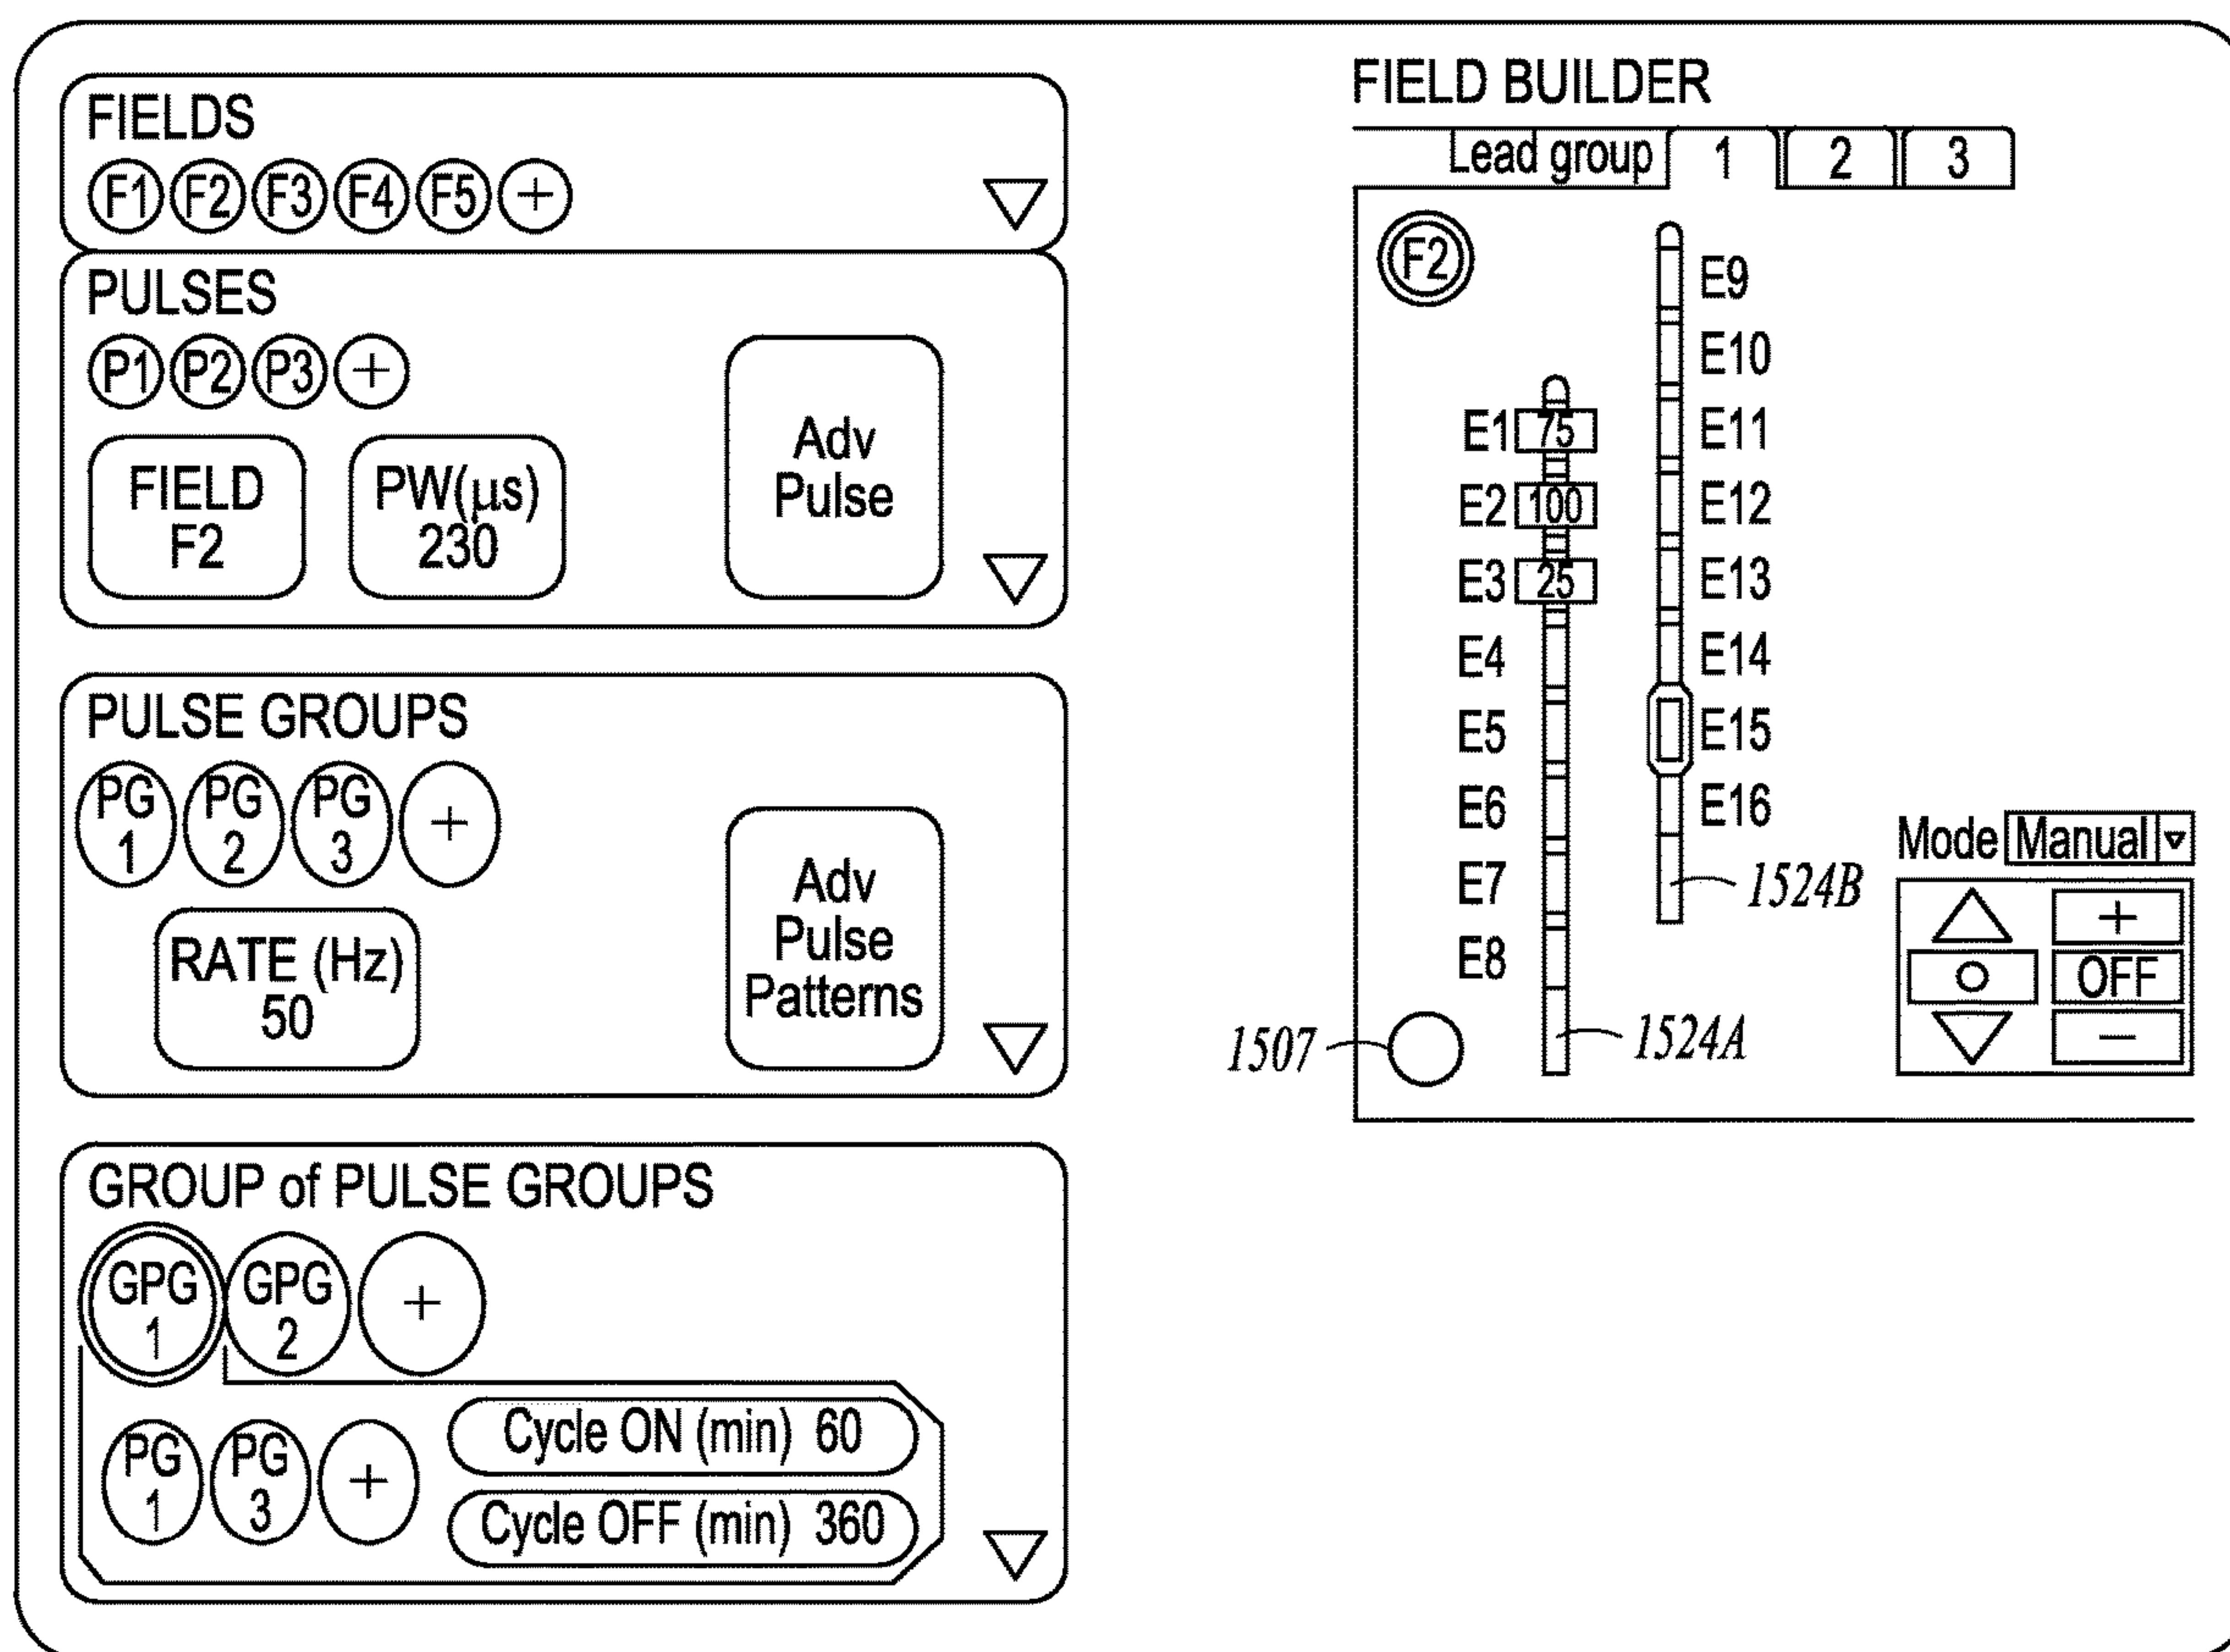 FIELDS
F1 F2 F3 F4 F5 +
PULSES
P1 P2 P3 +
FIELD
F2
PW(μs)
230
Adv
Pulse
PULSE GROUPS
PG
1
PG
2
PG
3
+
RATE (Hz)
50
Adv
Pulse
Patterns
GROUP of PULSE GROUPS
GPG
1
GPG
2
+
PG
1
PG
3
+
Cycle ON (min) 60
Cycle OFF (min) 360
FIELD BUILDER
Lead group 1 2 3
F2
E1 75
E2 100
E3 25
E4
E5
E6
E7
E8
E9
E10
E11
E12
E13
E14
E15
E16
1524B
1524A
1507
Mode Manual
+
OFF
−